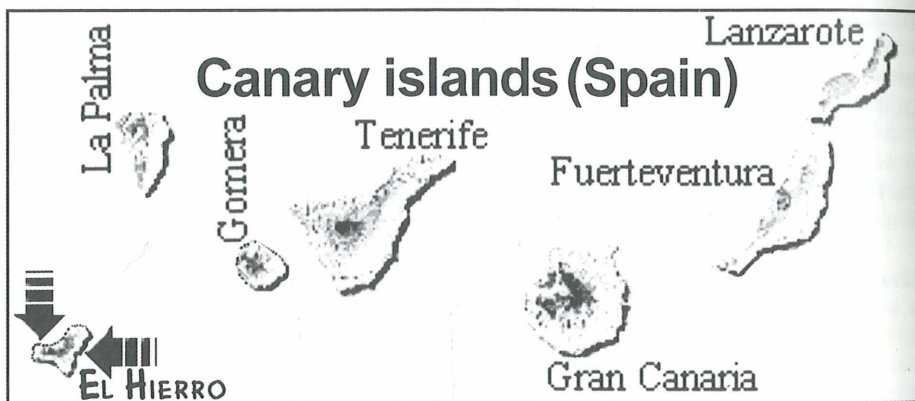 Lanzarote
La Palma
Canary islands (Spain)
Gomera
Tenerife
Fuerteventura
EL HIERRO
Gran Canaria